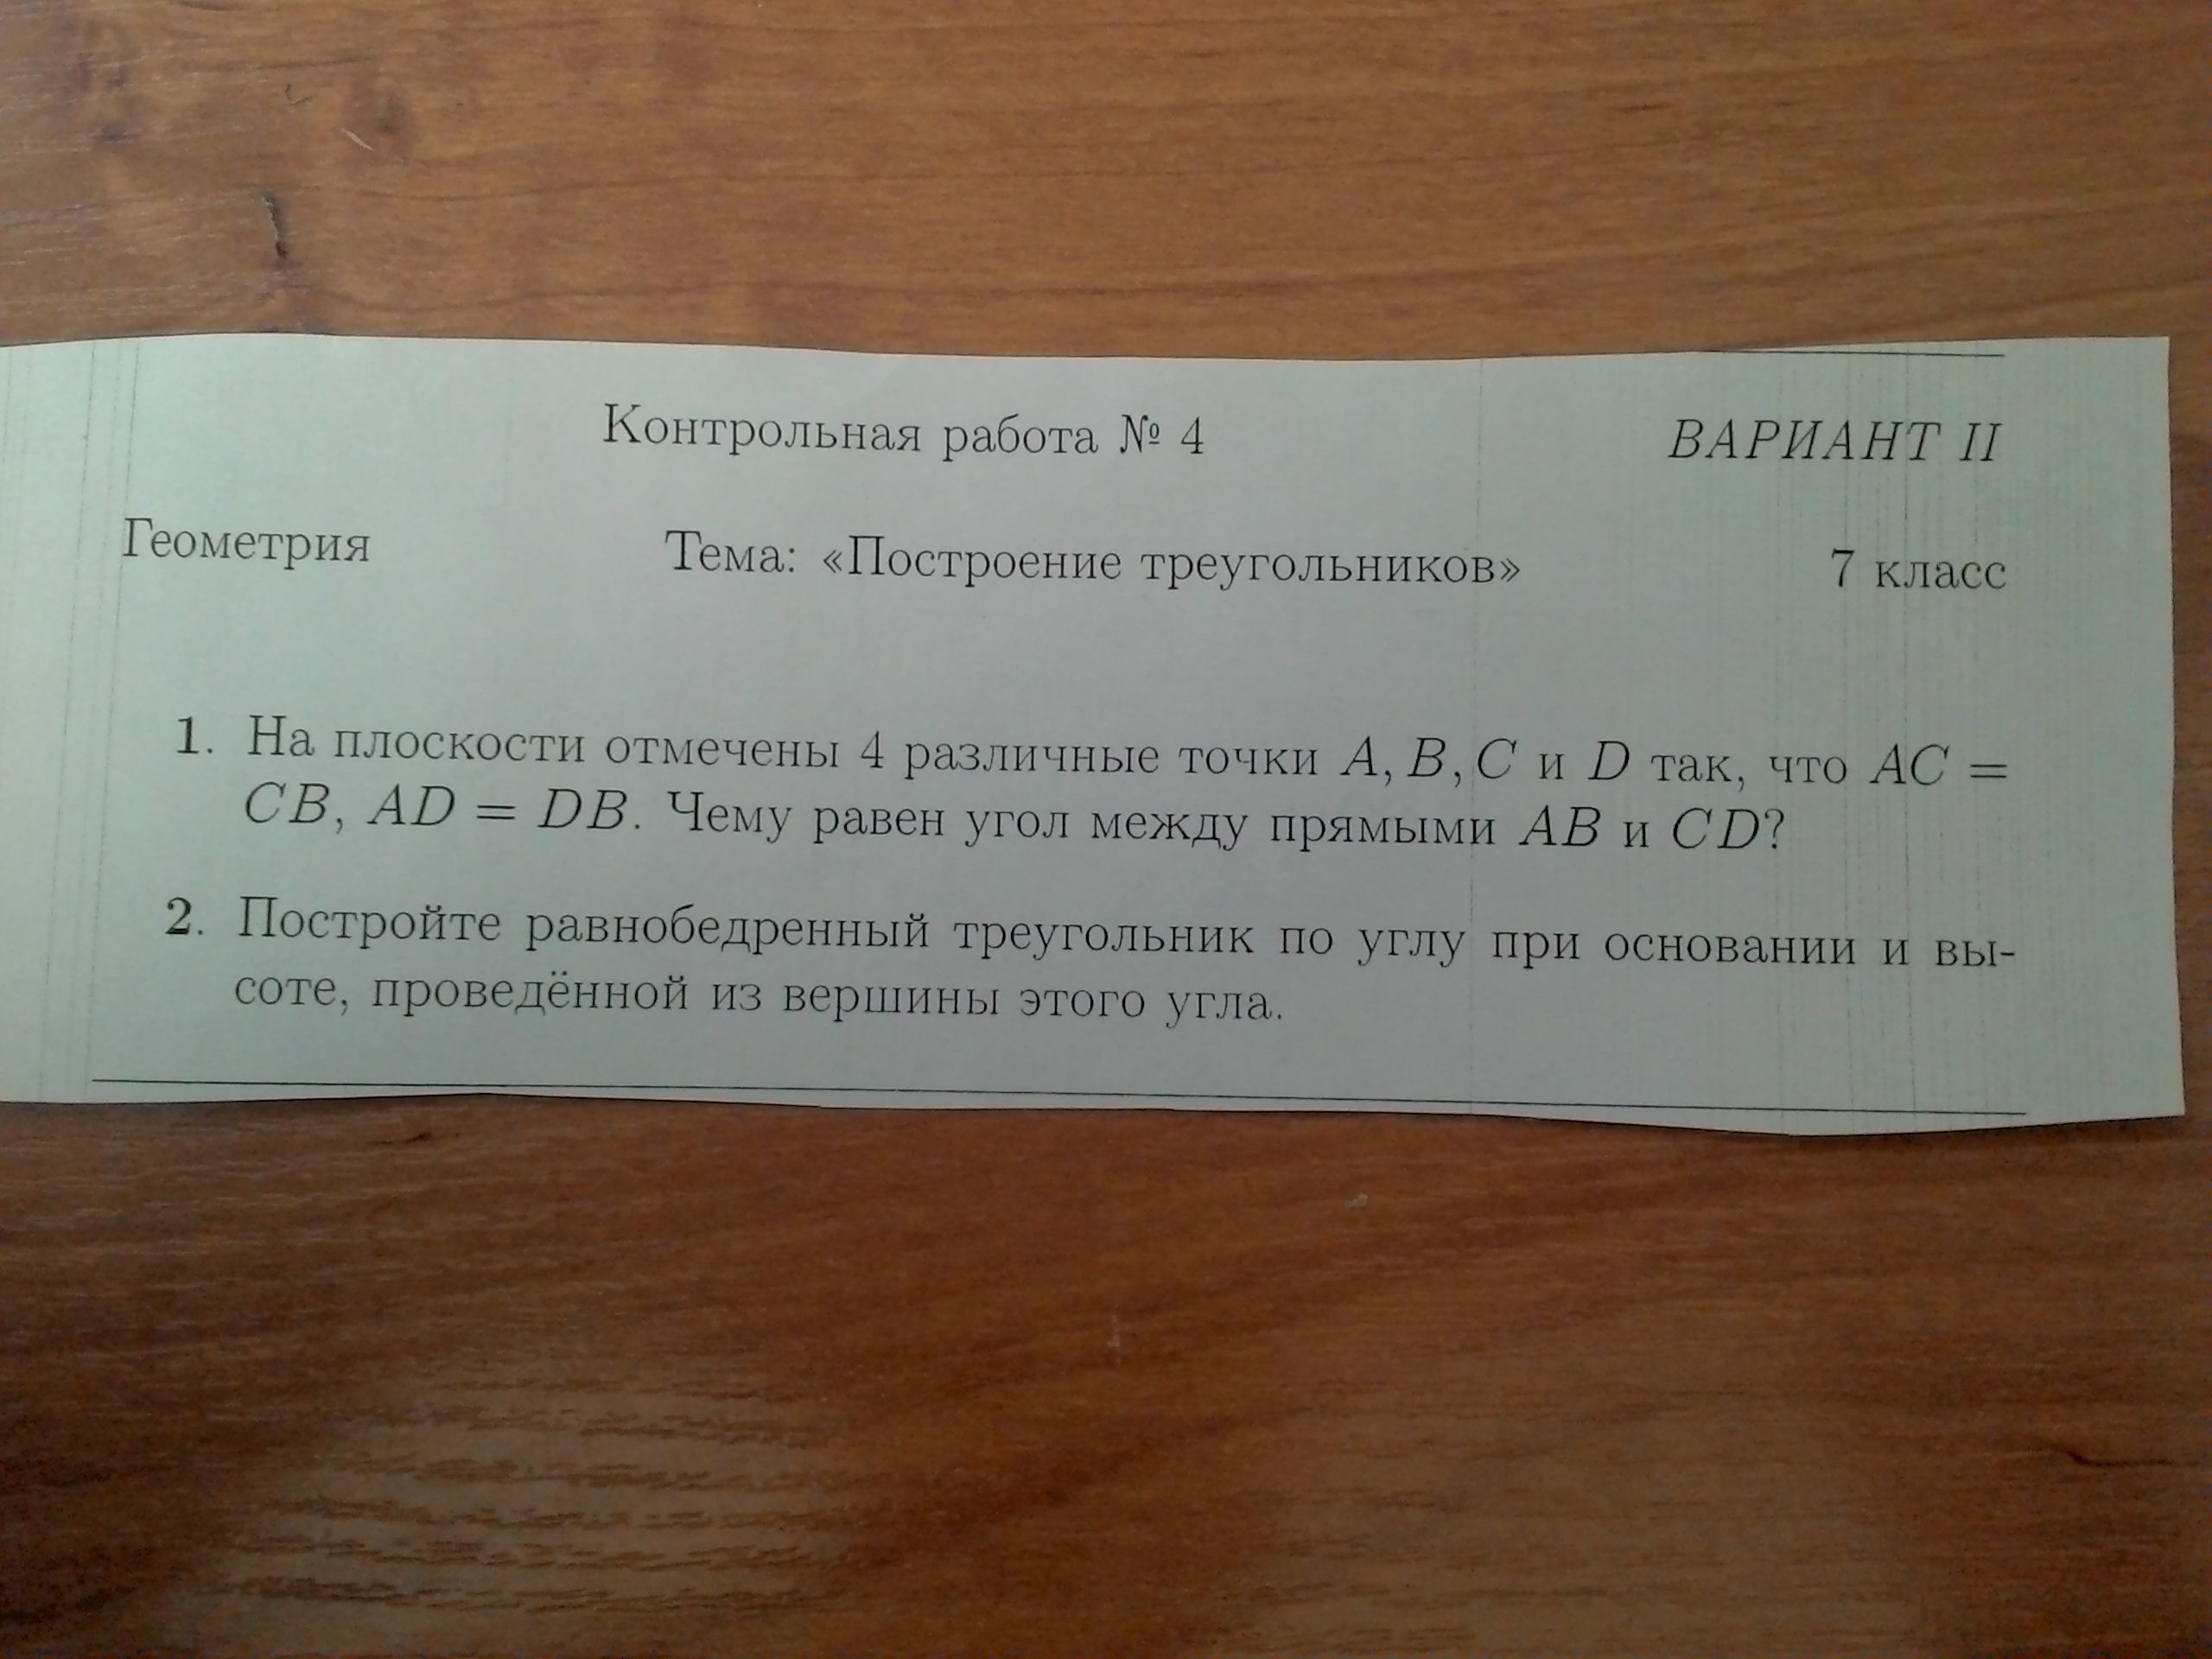 Контрольная работа № 4 ВАРИАНТ II
Геометрия Тема: «Построение треугольников» 7 класс
1. На плоскости отмечены 4 различные точки A, B, C и D так, что AC =
CB, AD = DB. Чему равен угол между прямыми AB и CD?
2. Постройте равнобедренный треугольник по углу при основании и вы-
соте, проведённой из вершины этого угла.